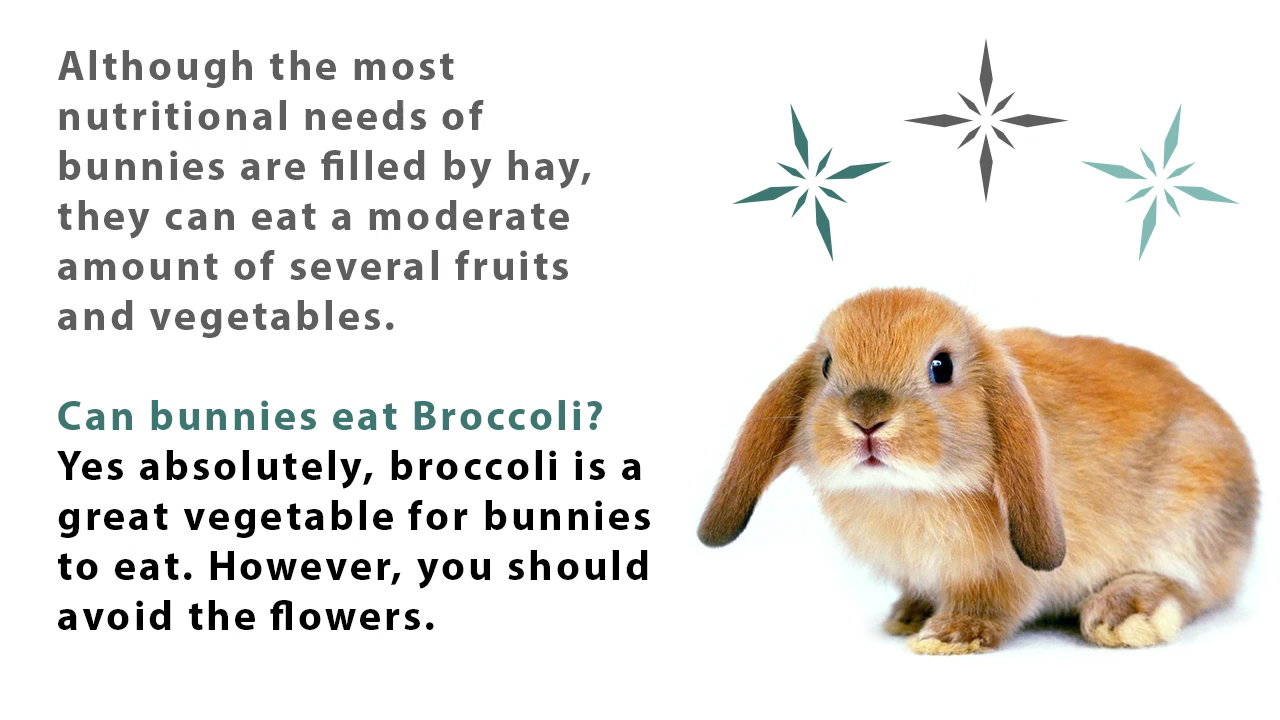 Although the most
nutritional needs of
bunnies are filled by hay,
they can eat a moderate
amount of several fruits
and vegetables.
Can bunnies eat Broccoli?
Yes absolutely, broccoli is a
great vegetable for bunnies
to eat. However, you should
avoid the flowers.